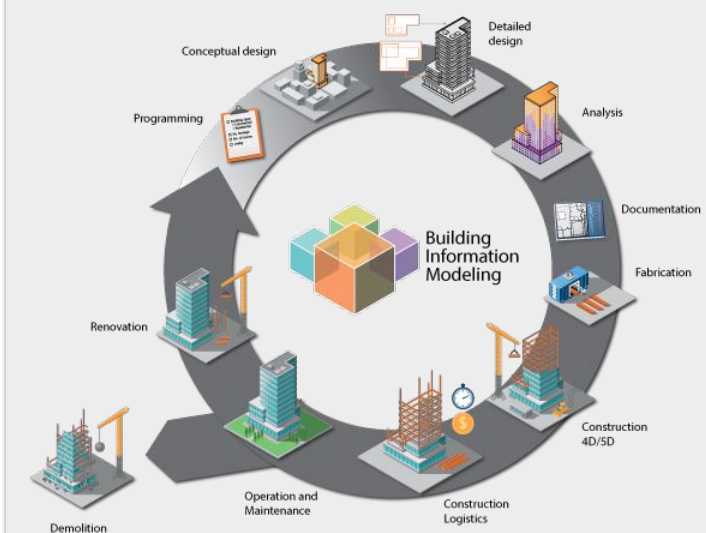 Conceptual design
Detailed
design
Programming
Analysis
Documentation
Building
Information
Modeling
Fabrication
Renovation
Construction
4D/5D
Operation and
Maintenance
Construction
Logistics
Demolition
$